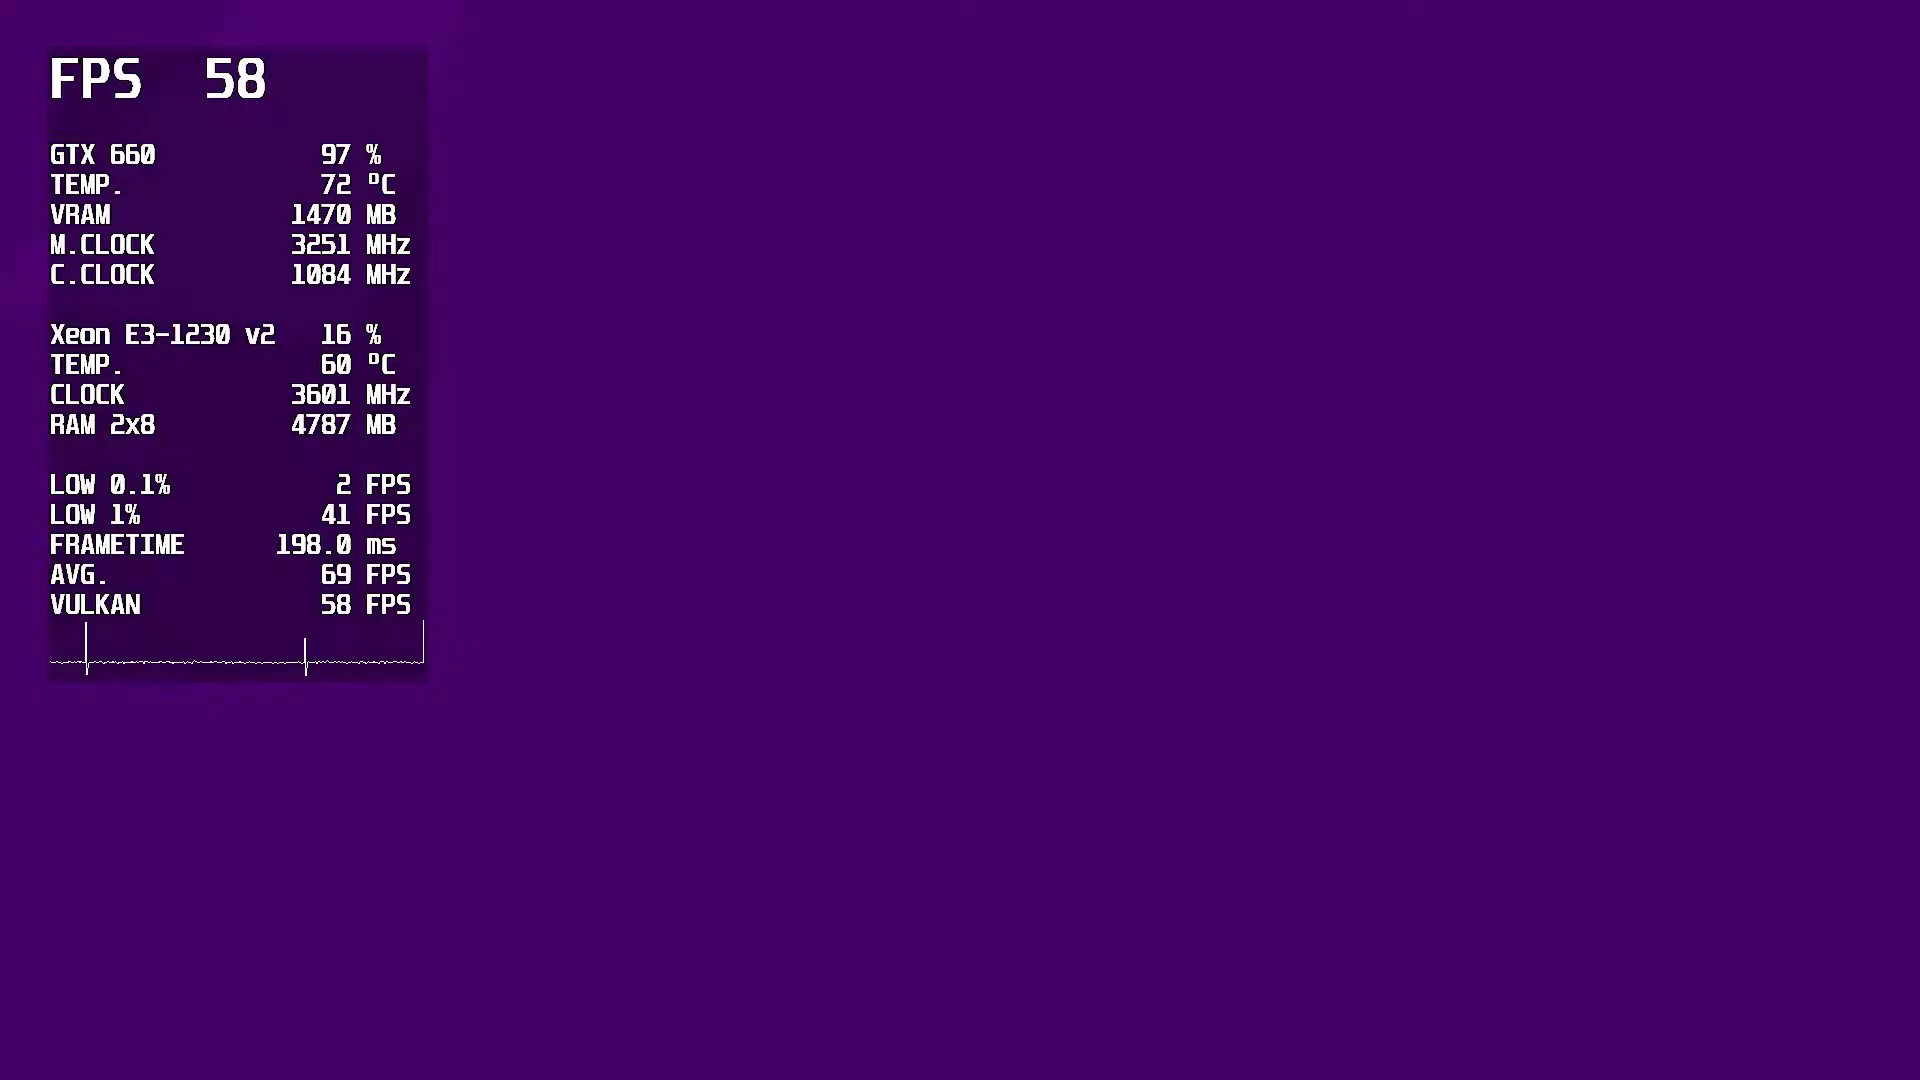 FPS 58
GTX 660 97 %
TEMP. 72 ºC
VRAM 1470 MB
M.CLOCK 3251 MHz
C.CLOCK 1084 MHz
Xeon E3-1230 v2 16 %
TEMP. 60 ºC
CLOCK 3601 MHz
RAM 2x8 4787 MB
LOW 0.1% 2 FPS
LOW 1% 41 FPS
FRAMETIME 198.0 ms
AVG. 69 FPS
VULKAN 58 FPS